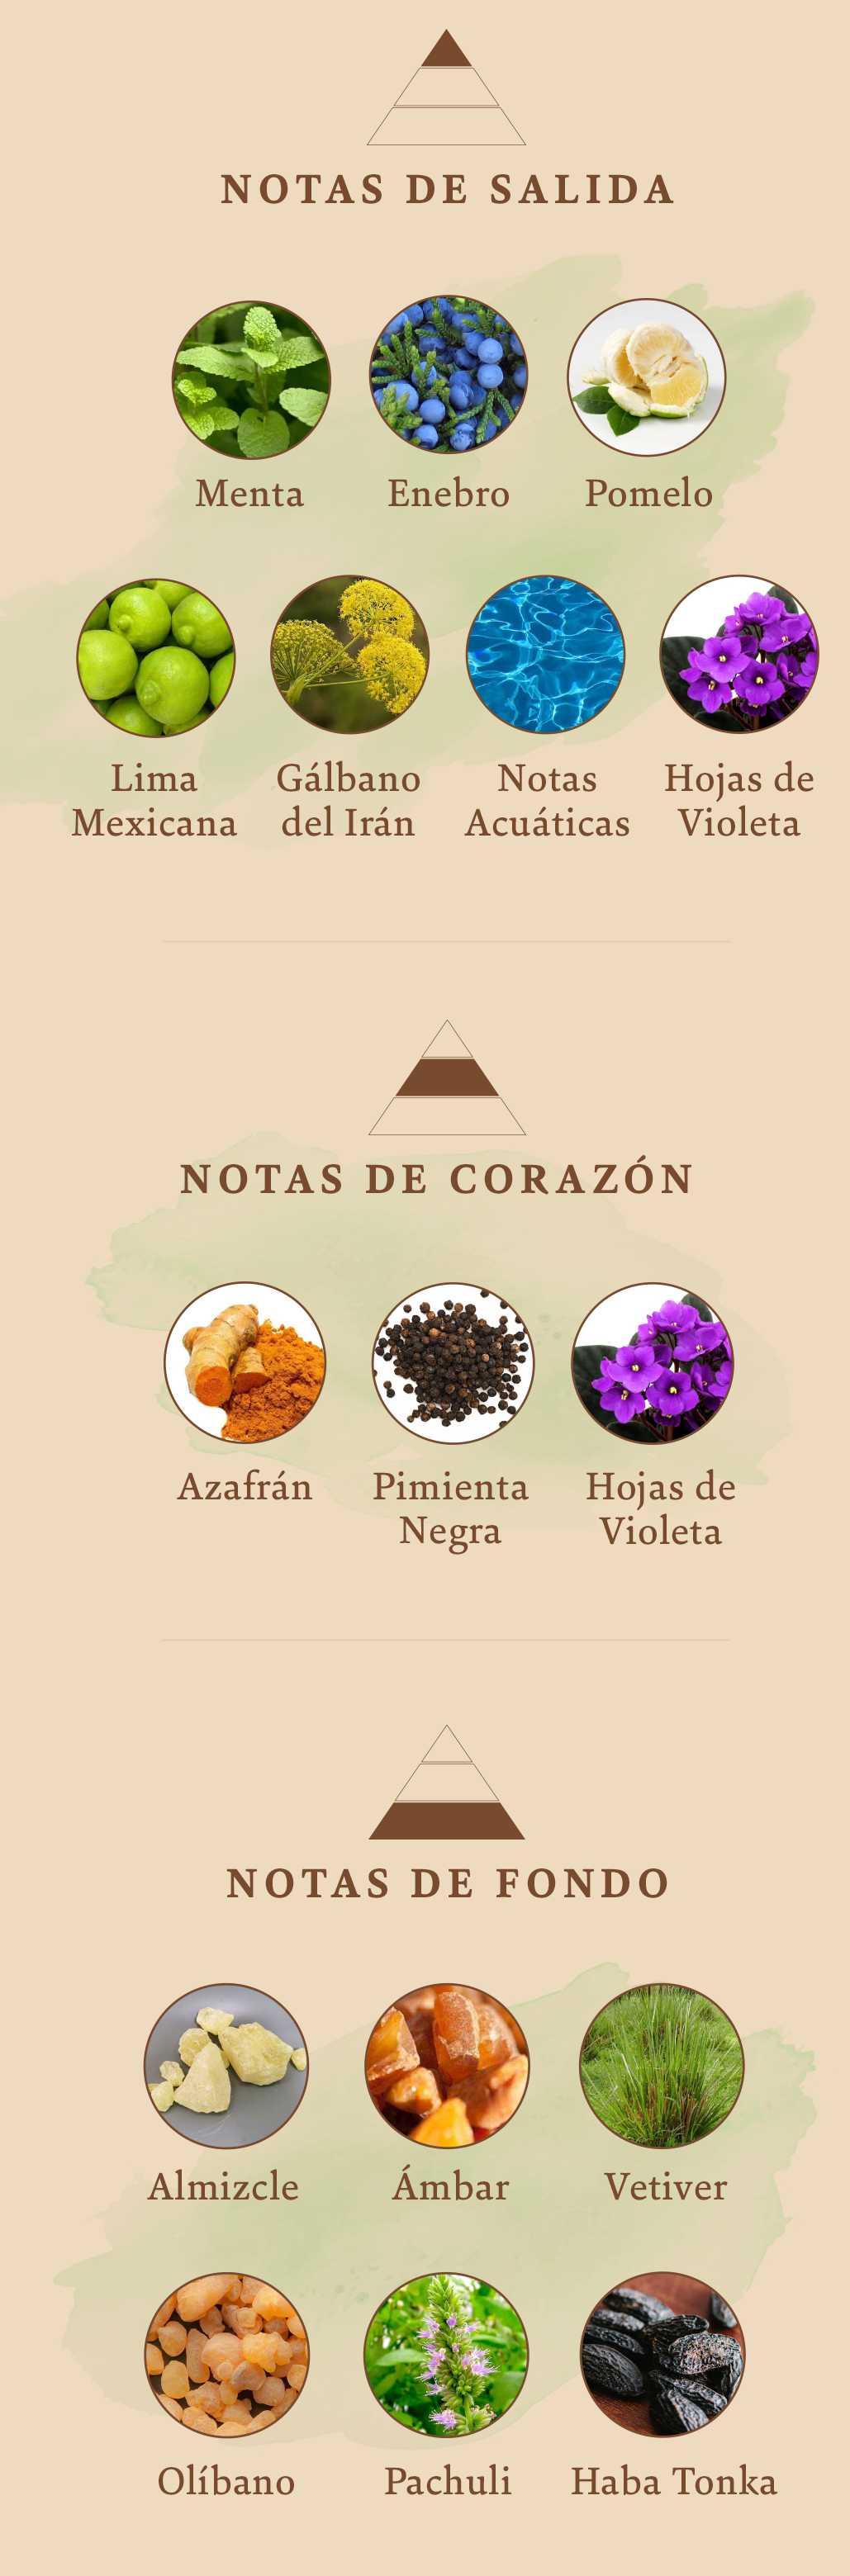 NOTAS DE SALIDA
Menta
Enebro
Pomelo
Lima
Mexicana
Gálbano
del Irán
Notas
Acuáticas
Hojas de
Violeta
NOTAS DE CORAZÓN
Azafrán
Pimienta
Negra
Hojas de
Violeta
NOTAS DE FONDO
Almizcle
Ámbar
Vetiver
Olíbano
Pachuli
Haba Tonka